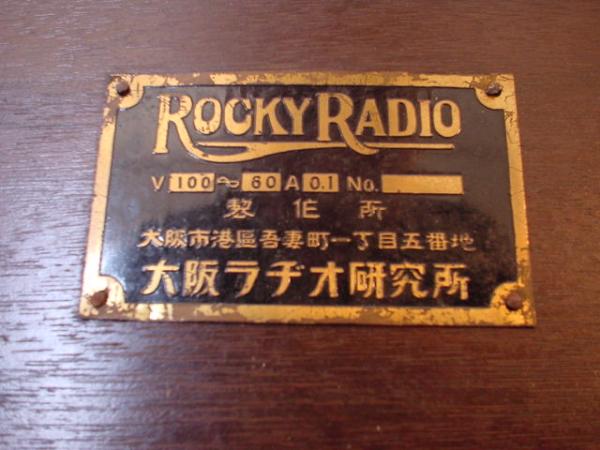 ROCKY RADIO
V 100 ~ 60 A 0.1 No.
製作所
大阪市港區吾妻町一丁目五番地
大阪ラヂオ研究所